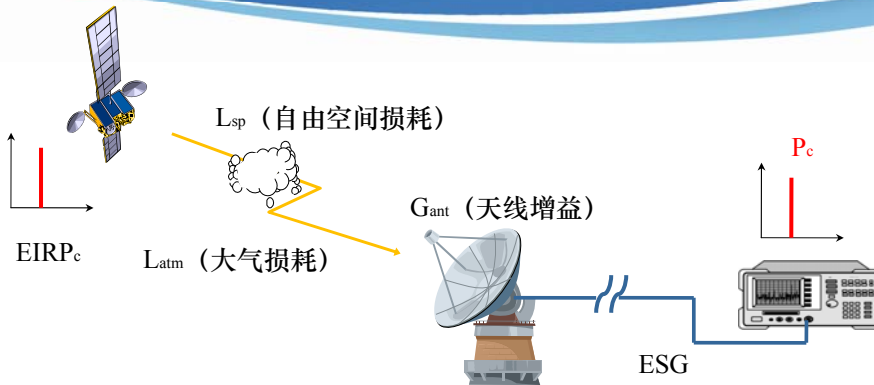 Lsp（自由空间损耗）
Pc
Gant（天线增益）
EIRPc
Latm（大气损耗）
ESG